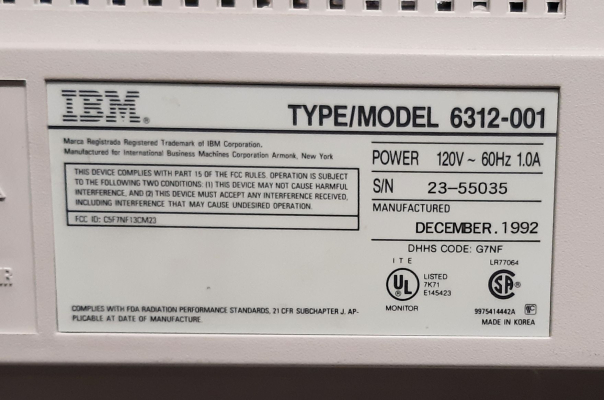 IBM®
TYPE/MODEL 6312-001
Marca Registrada Registered Trademark of IBM Corporation.
Manufactured for International Business Machines Corporation Armonk, New York
THIS DEVICE COMPLIES WITH PART 15 OF THE FCC RULES. OPERATION IS SUBJECT
TO THE FOLLOWING TWO CONDITIONS: (1) THIS DEVICE MAY NOT CAUSE HARMFUL
INTERFERENCE, AND (2) THIS DEVICE MUST ACCEPT ANY INTERFERENCE RECEIVED,
INCLUDING INTERFERENCE THAT MAY CAUSE UNDESIRED OPERATION.
FCC ID: C5F7NF13CM23
COMPLIES WITH FDA RADIATION PERFORMANCE STANDARDS, 21 CFR SUBCHAPTER J, AP-
PLICABLE AT DATE OF MANUFACTURE.
POWER 120V ~ 60Hz 1.0A
S/N 23-55035
MANUFACTURED
DECEMBER.1992
DHHS CODE: G7NF
ITE
LR77064
UL
LISTED
7K71
E145423
MONITOR
SA
9975414442A
MADE IN KOREA